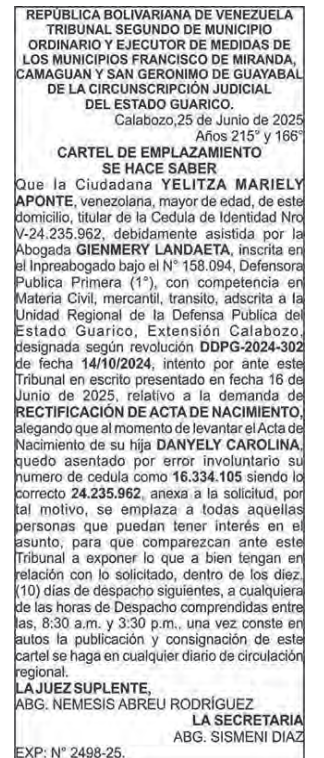 REPÚBLICA BOLIVARIANA DE VENEZUELA
TRIBUNAL SEGUNDO DE MUNICIPIO
ORDINARIO Y EJECUTOR DE MEDIDAS DE
LOS MUNICIPIOS FRANCISCO DE MIRANDA,
CAMAGUAN Y SAN GERONIMO DE GUAYABAL
DE LA CIRCUNSCRIPCIÓN JUDICIAL
DEL ESTADO GUARICO.
Calabozo,25 de Junio de 2025
Años 215° y 166°
CARTEL DE EMPLAZAMIENTO
SE HACE SABER
Que la Ciudadana YELITZA MARIELY
APONTE, venezolana, mayor de edad, de este
domicilio, titular de la Cedula de Identidad Nro
V-24.235.962, debidamente asistida por la
Abogada GIENMERY LANDAETA, inscrita en
el Inpreabogado bajo el N° 158.094, Defensora
Publica Primera (1°), con competencia en
Materia Civil, mercantil, transito, adscrita a la
Unidad Regional de la Defensa Publica del
Estado Guarico, Extensión Calabozo,
designada según revolución DDPG-2024-302
de fecha 14/10/2024, intento por ante este
Tribunal en escrito presentado en fecha 16 de
Junio de 2025, relativo a la demanda de
RECTIFICACIÓN DE ACTA DE NACIMIENTO,
alegando que al momento de levantar el Acta de
Nacimiento de su hija DANYELY CAROLINA,
quedo asentado por error involuntario su
numero de cedula como 16.334.105 siendo lo
correcto 24.235.962, anexa a la solicitud, por
tal motivo, se emplaza a todas aquellas
personas que puedan tener interés en el
asunto, para que comparezcan ante este
Tribunal a exponer lo que a bien tengan en
relación con lo solicitado, dentro de los diez,
(10) días de despacho siguientes, a cualquiera
de las horas de Despacho comprendidas entre
las, 8:30 a.m. y 3:30 p.m., una vez conste en
autos la publicación y consignación de este
cartel se haga en cualquier diario de circulación
regional.
LA JUEZ SUPLENTE,
ABG. NEMESIS ABREU RODRÍGUEZ
LA SECRETARIA
ABG. SISMENI DIAZ
EXP: N° 2498-25.